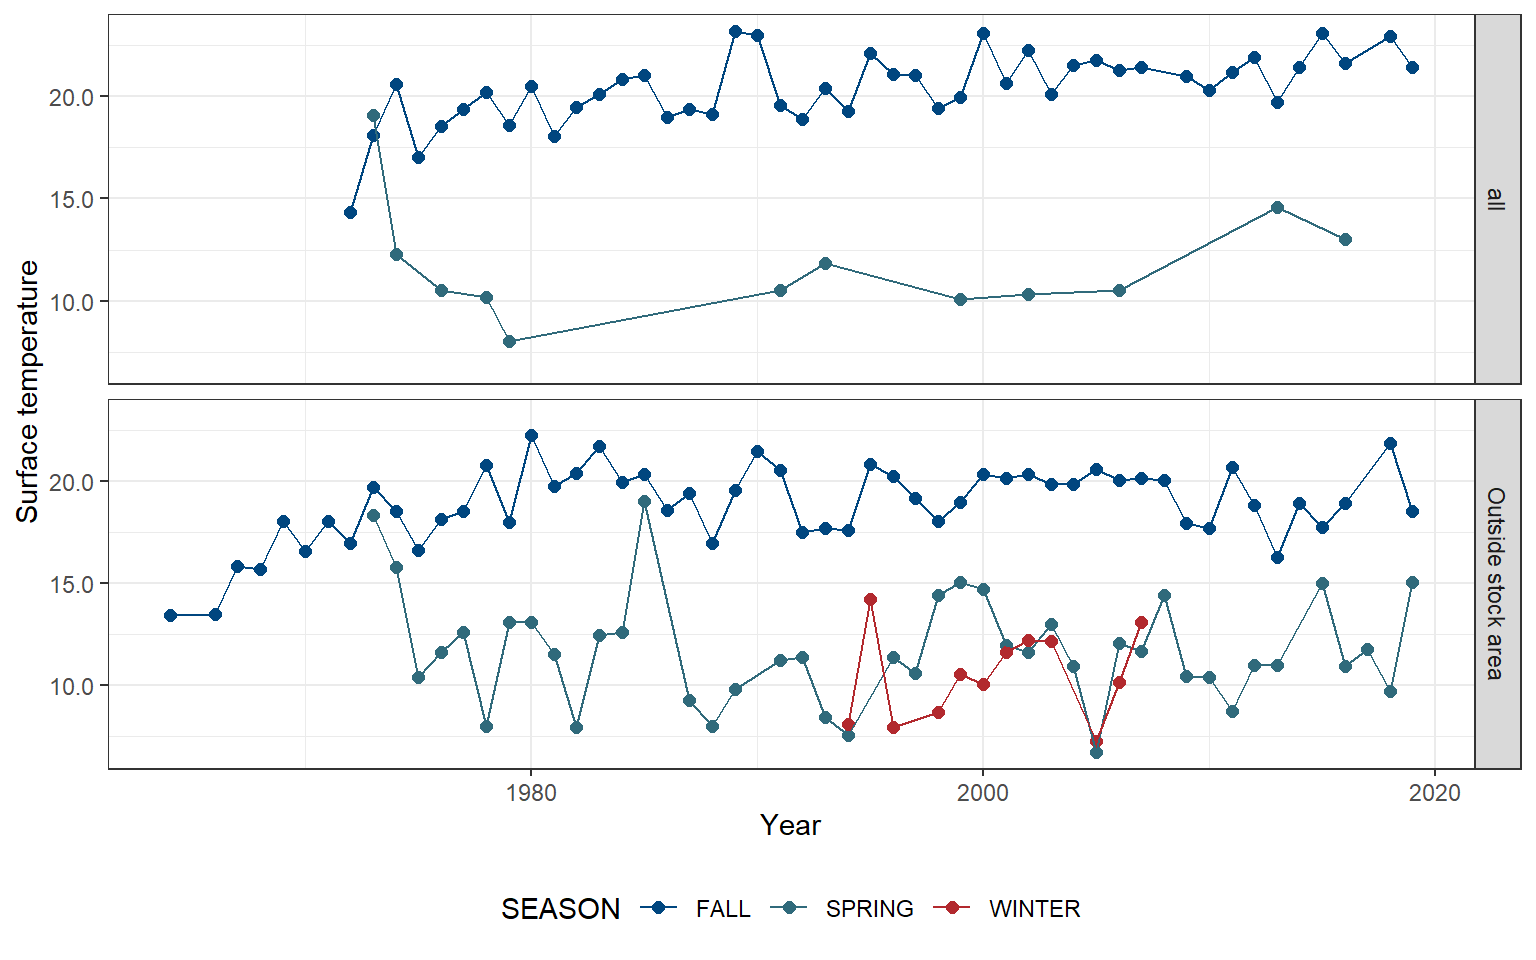 Surface temperature
20.0
15.0
10.0
all
20.0
15.0
10.0
Outside stock area
1980 2000 2020
Year
SEASON FALL SPRING WINTER